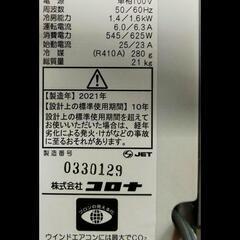 電源 単相100V
周波数 50/60Hz
冷房能力 1.4/1.6kW
運転電流 6.0/6.3A
消費電力 545/625W
始動電流 25/23A
冷媒 (R410A) 280g
総質量 21kg
【製造年】2021年
【設計上の標準使用期間】10年
設計上の標準使用期間を超えて
お使いいただいた場合は、経年
劣化による発火・けがなどの事故
に至るおそれがあります。
製造番号 JET
0330129
株式会社 コロナ
ウインドエアコンには最大でCO₂